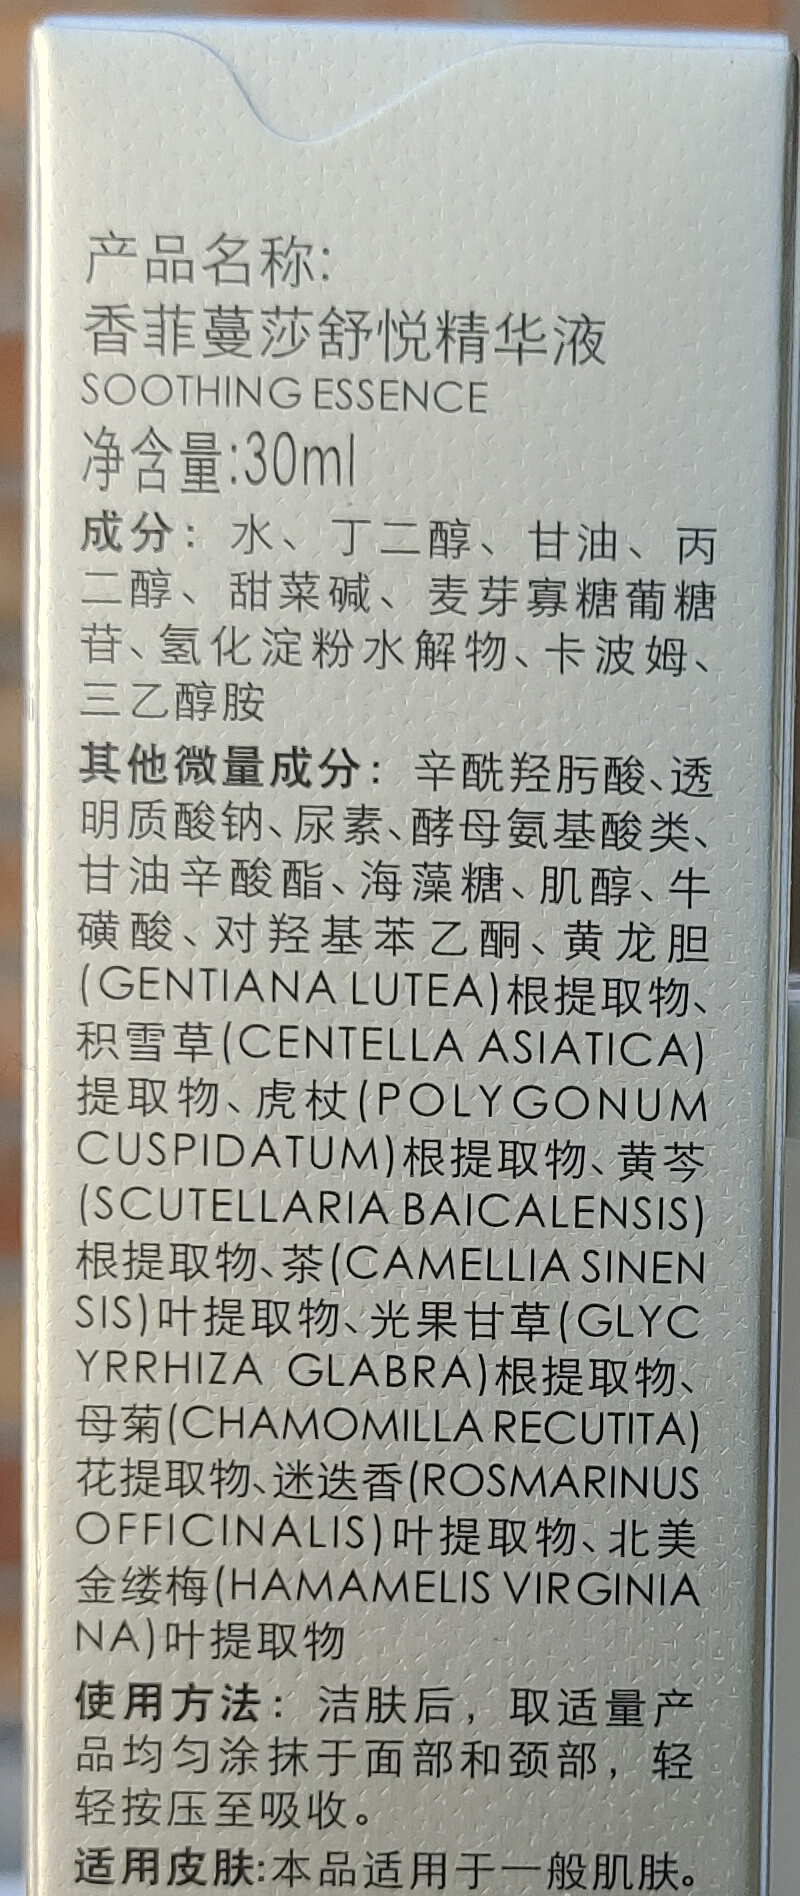 产品名称:
香菲蔓莎舒悦精华液
SOOTHING ESSENCE
净含量:30ml
成分：水、丁二醇、甘油、丙
二醇、甜菜碱、麦芽寡糖葡糖
苷、氢化淀粉水解物、卡波姆、
三乙醇胺
其他微量成分：辛酰羟肟酸、透
明质酸钠、尿素、酵母氨基酸类、
甘油辛酸酯、海藻糖、肌醇、牛
磺酸、对羟基苯乙酮、黄龙胆
(GENTIANA LUTEA)根提取物、
积雪草(CENTELLA ASIATICA)
提取物、虎杖(POLYGONUM
CUSPIDATUM)根提取物、黄芩
(SCUTELLARIA BAICALENSIS)
根提取物、茶(CAMELLIA SINEN
SIS)叶提取物、光果甘草(GLYC
YRRHIZA GLABRA)根提取物、
母菊(CHAMOMILLA RECUTITA)
花提取物、迷迭香(ROSMARINUS
OFFICINALIS)叶提取物、北美
金缕梅(HAMAMELIS VIRGINIA
NA)叶提取物
使用方法：洁肤后，取适量产
品均匀涂抹于面部和颈部，轻
轻按压至吸收。
适用皮肤:本品适用于一般肌肤。